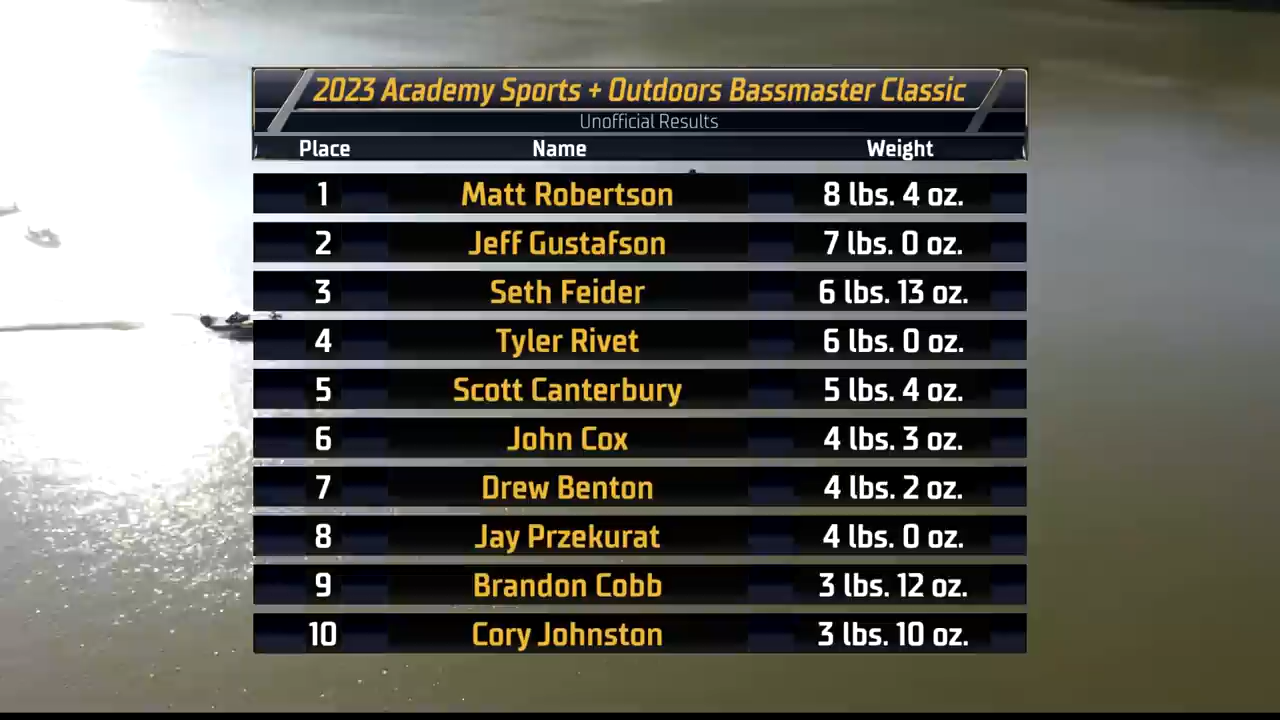 2023 Academy Sports + Outdoors Bassmaster Classic
Unofficial Results
Place Name Weight
1 Matt Robertson 8 lbs. 4 oz.
2 Jeff Gustafson 7 lbs. 0 oz.
3 Seth Feider 6 lbs. 13 oz.
4 Tyler Rivet 6 lbs. 0 oz.
5 Scott Canterbury 5 lbs. 4 oz.
6 John Cox 4 lbs. 3 oz.
7 Drew Benton 4 lbs. 2 oz.
8 Jay Przekurat 4 lbs. 0 oz.
9 Brandon Cobb 3 lbs. 12 oz.
10 Cory Johnston 3 lbs. 10 oz.